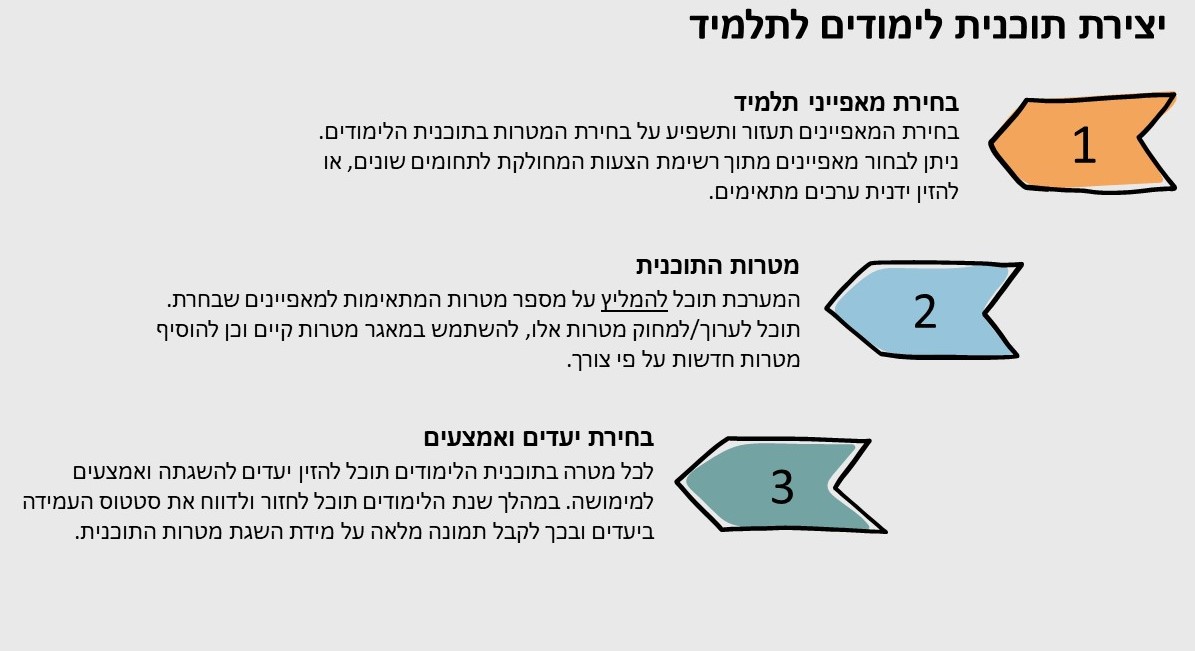 יצירת תוכנית לימודים לתלמיד
1
בחירת מאפייני תלמיד
בחירת המאפיינים תעזור ותשפיע על בחירת המטרות בתוכנית הלימודים.
ניתן לבחור מאפיינים מתוך רשימת הצעות המחולקת לתחומים שונים, או
להזין ידנית ערכים מתאימים.
2
מטרות התוכנית
המערכת תוכל להמליץ על מספר מטרות המתאימות למאפיינים שבחרת.
תוכל לערוך/למחוק מטרות אלו, להשתמש במאגר מטרות קיים וכן להוסיף
מטרות חדשות על פי צורך.
3
בחירת יעדים ואמצעים
לכל מטרה בתוכנית הלימודים תוכל להזין יעדים להשגתה ואמצעים
למימושה. במהלך שנת הלימודים תוכל לחזור ולדווח את סטטוס העמידה
ביעדים ובכך לקבל תמונה מלאה על מידת השגת מטרות התוכנית.